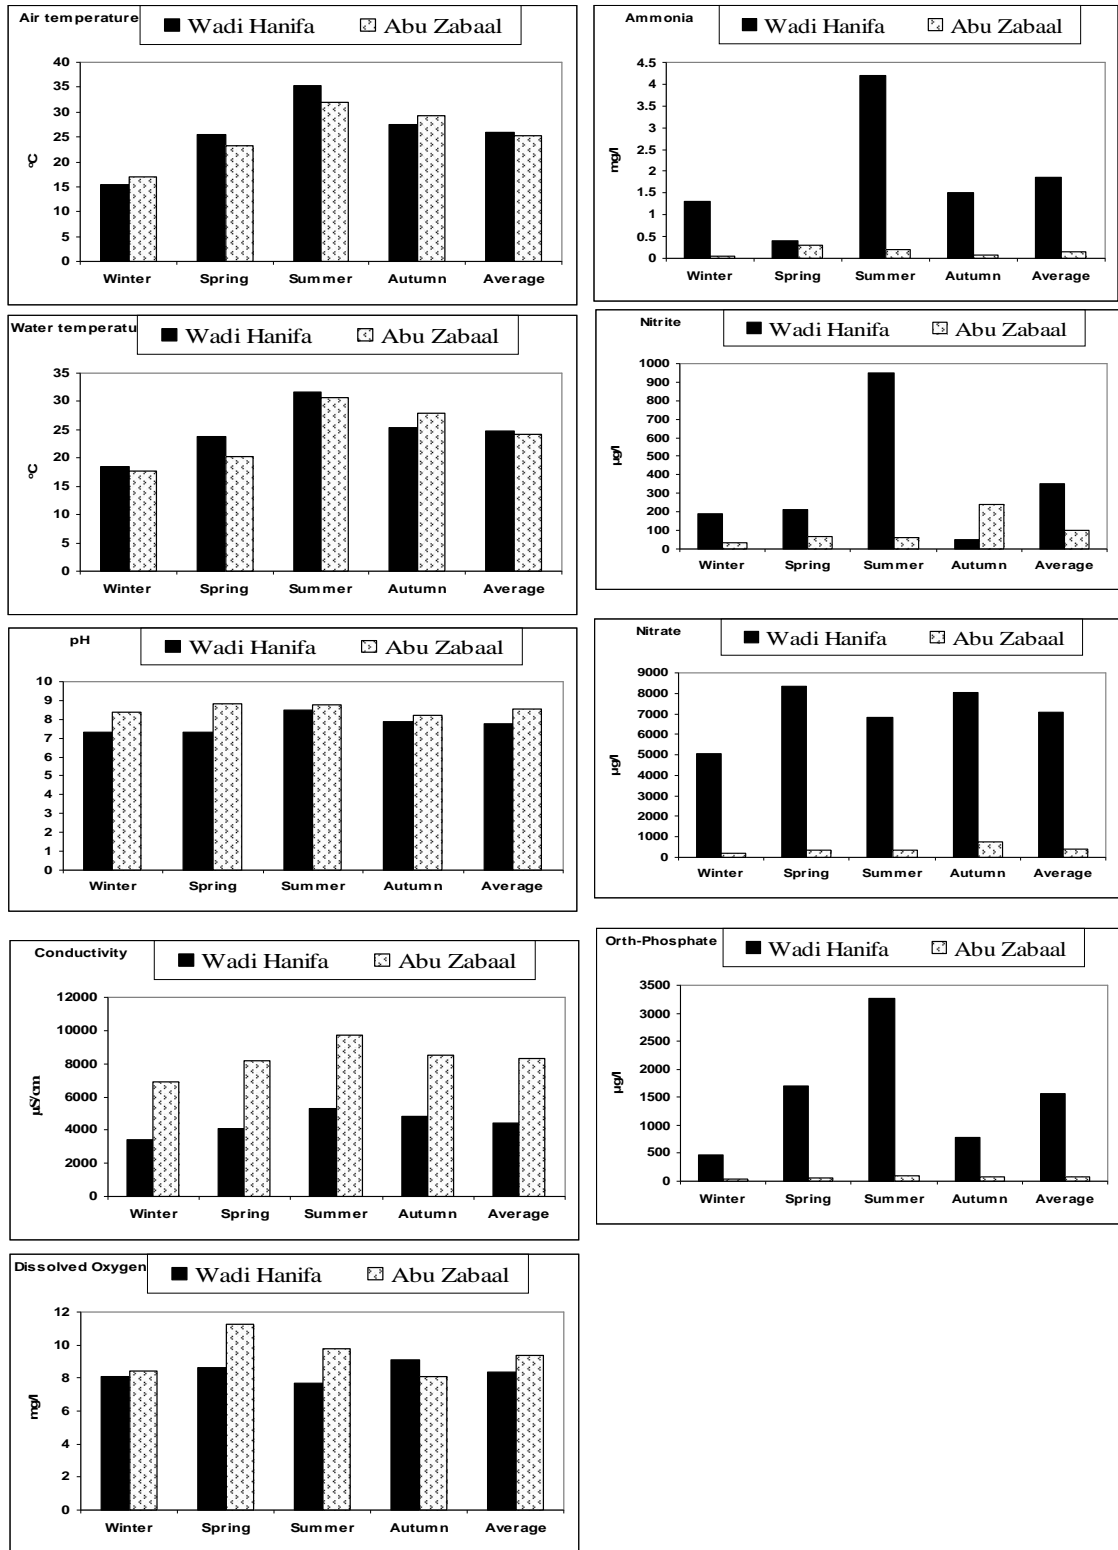 Air temperature
Wadi Hanifa Abu Zabaal
40
35
30
25
20
15
10
5
0
°C
Winter Spring Summer Autumn Average
Water temperatu
Wadi Hanifa Abu Zabaal
35
30
25
20
15
10
5
0
°C
Winter Spring Summer Autumn Average
pH
Wadi Hanifa Abu Zabaal
10
9
8
7
6
5
4
3
2
1
0
Winter Spring Summer Autumn Average
Conductivity
Wadi Hanifa Abu Zabaal
12000
10000
8000
6000
4000
2000
0
µS/cm
Winter Spring Summer Autumn Average
Dissolved Oxygen
Wadi Hanifa Abu Zabaal
12
10
8
6
4
2
0
mg/l
Winter Spring Summer Autumn Average
Ammonia
Wadi Hanifa Abu Zabaal
4.5
4
3.5
3
2.5
2
1.5
1
0.5
0
mg/l
Winter Spring Summer Autumn Average
Nitrite
Wadi Hanifa Abu Zabaal
1000
900
800
700
600
500
400
300
200
100
0
µg/l
Winter Spring Summer Autumn Average
Nitrate
Wadi Hanifa Abu Zabaal
9000
8000
7000
6000
5000
4000
3000
2000
1000
0
µg/l
Winter Spring Summer Autumn Average
Orth-Phosphate
Wadi Hanifa Abu Zabaal
3500
3000
2500
2000
1500
1000
500
0
µg/l
Winter Spring Summer Autumn Average